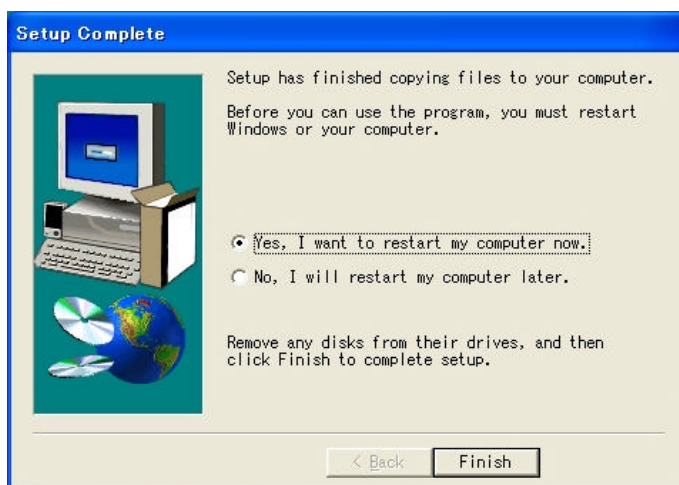 Setup Complete
Setup has finished copying files to your computer.
Before you can use the program, you must restart
Windows or your computer.
Yes, I want to restart my computer now.
No, I will restart my computer later.
Remove any disks from their drives, and then
click Finish to complete setup.
< Back
Finish